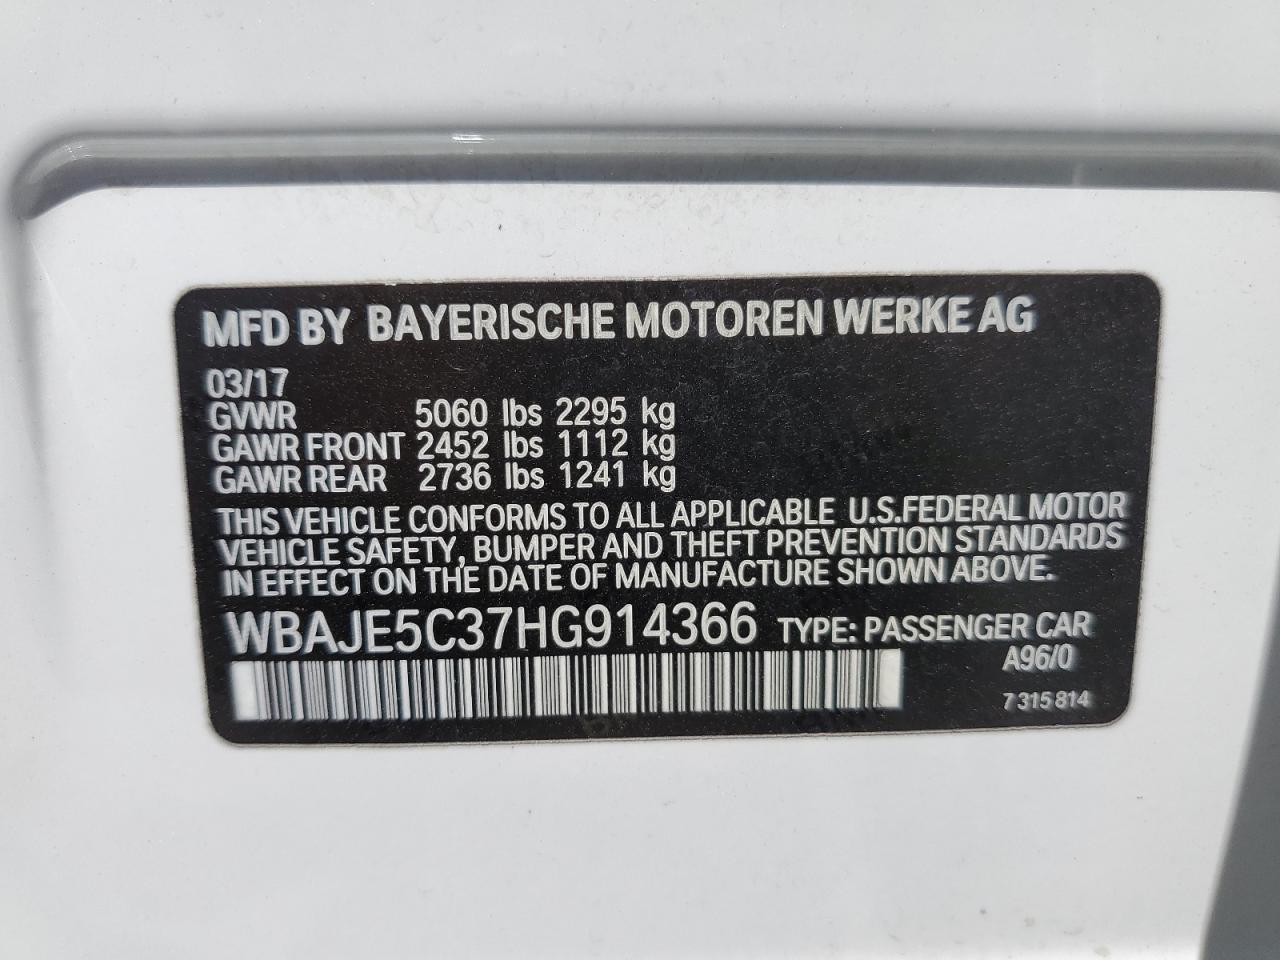 MFD BY BAYERISCHE MOTOREN WERKE AG
03/17
GVWR 5060 lbs 2295 kg
GAWR FRONT 2452 lbs 1112 kg
GAWR REAR 2736 lbs 1241 kg
THIS VEHICLE CONFORMS TO ALL APPLICABLE U.S.FEDERAL MOTOR
VEHICLE SAFETY, BUMPER AND THEFT PREVENTION STANDARDS
IN EFFECT ON THE DATE OF MANUFACTURE SHOWN ABOVE.
WBAJE5C37HG914366 TYPE: PASSENGER CAR
A96/0
7 315 814